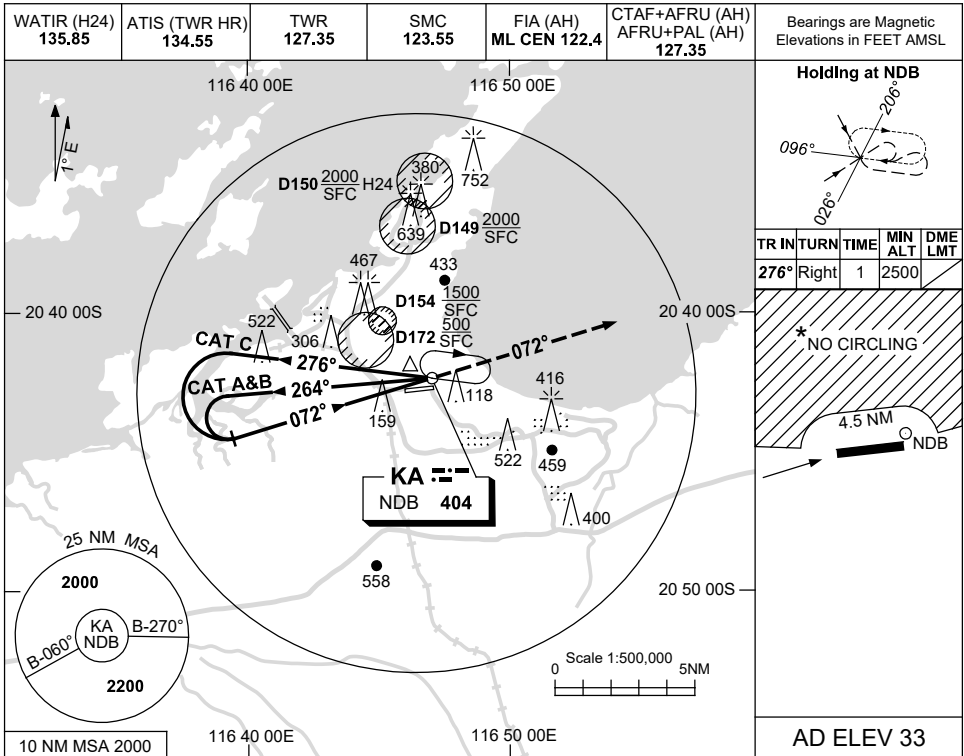 WATIR (H24)
135.85
ATIS (TWR HR)
134.55
TWR
127.35
SMC
123.55
FIA (AH)
ML CEN 122.4
CTAF+AFRU (AH)
AFRU+PAL (AH)
127.35
Bearings are Magnetic
Elevations in FEET AMSL
116 40 00E
116 50 00E
1° E
D150 2000
SFC H24
380
752
639
D149 2000
SFC
467
433
D154 1500
SFC
D172 500
SFC
20 40 00S
20 40 00S
522
306
CAT C
276°
072°
CAT A&B
264°
072°
118
159
416
522
459
400
KA
NDB 404
558
20 50 00S
25 NM MSA
2000
KA
NDB
B-270°
B-060°
2200
10 NM MSA 2000
Scale 1:500,000
0
5NM
116 40 00E
116 50 00E
Holding at NDB
206°
096°
026°
TR IN TURN TIME MIN ALT DME LMT
276° Right 1 2500
* NO CIRCLING
4.5 NM
NDB
AD ELEV 33